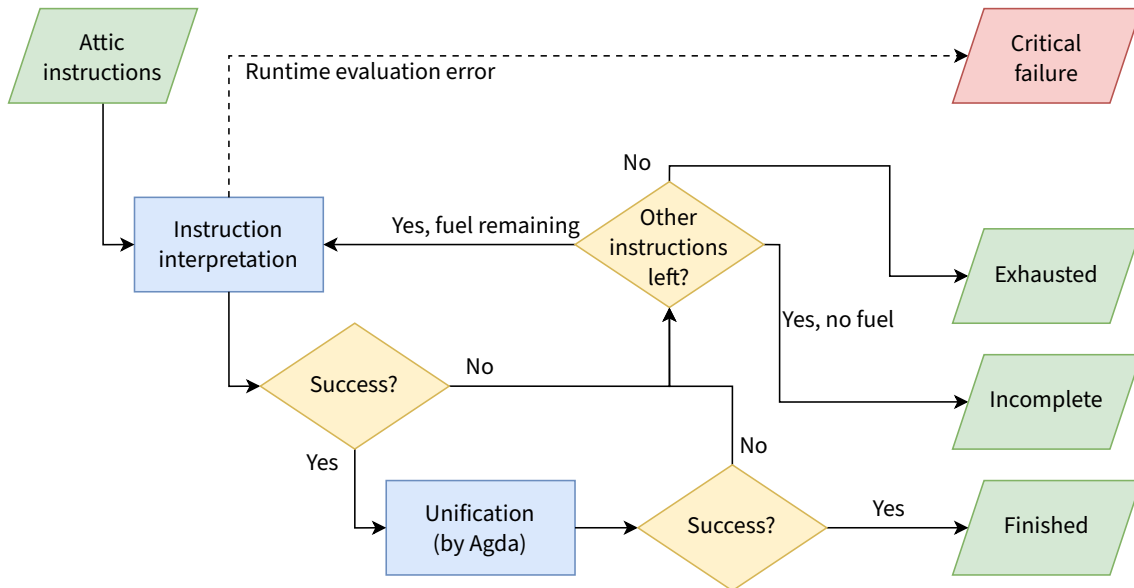 Attic
instructions
Runtime evaluation error
Critical
failure
No
Instruction
interpretation
Yes, fuel remaining
Other
instructions
left?
Exhausted
Yes, no fuel
Success?
No
Incomplete
Yes
No
Unification
(by Agda)
Success?
Yes
Finished